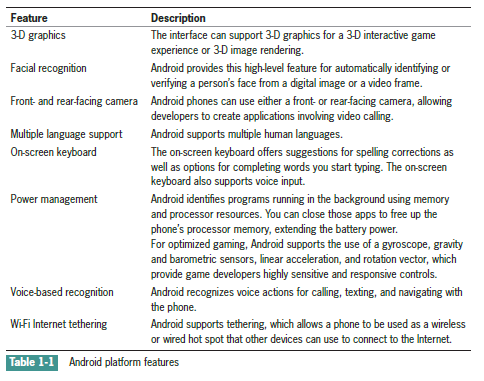 Feature Description
3-D graphics The interface can support 3-D graphics for a 3-D interactive game
experience or 3-D image rendering.
Facial recognition Android provides this high-level feature for automatically identifying or
verifying a person's face from a digital image or a video frame.
Front- and rear-facing camera Android phones can use either a front- or rear-facing camera, allowing
developers to create applications involving video calling.
Multiple language support Android supports multiple human languages.
On-screen keyboard The on-screen keyboard offers suggestions for spelling corrections as
well as options for completing words you start typing. The on-screen
keyboard also supports voice input.
Power management Android identifies programs running in the background using memory
and processor resources. You can close those apps to free up the
phone's processor memory, extending the battery power.
For optimized gaming, Android supports the use of a gyroscope, gravity
and barometric sensors, linear acceleration, and rotation vector, which
provide game developers highly sensitive and responsive controls.
Voice-based recognition Android recognizes voice actions for calling, texting, and navigating with
the phone.
Wi-Fi Internet tethering Android supports tethering, which allows a phone to be used as a wireless
or wired hot spot that other devices can use to connect to the Internet.
Table 1-1 Android platform features